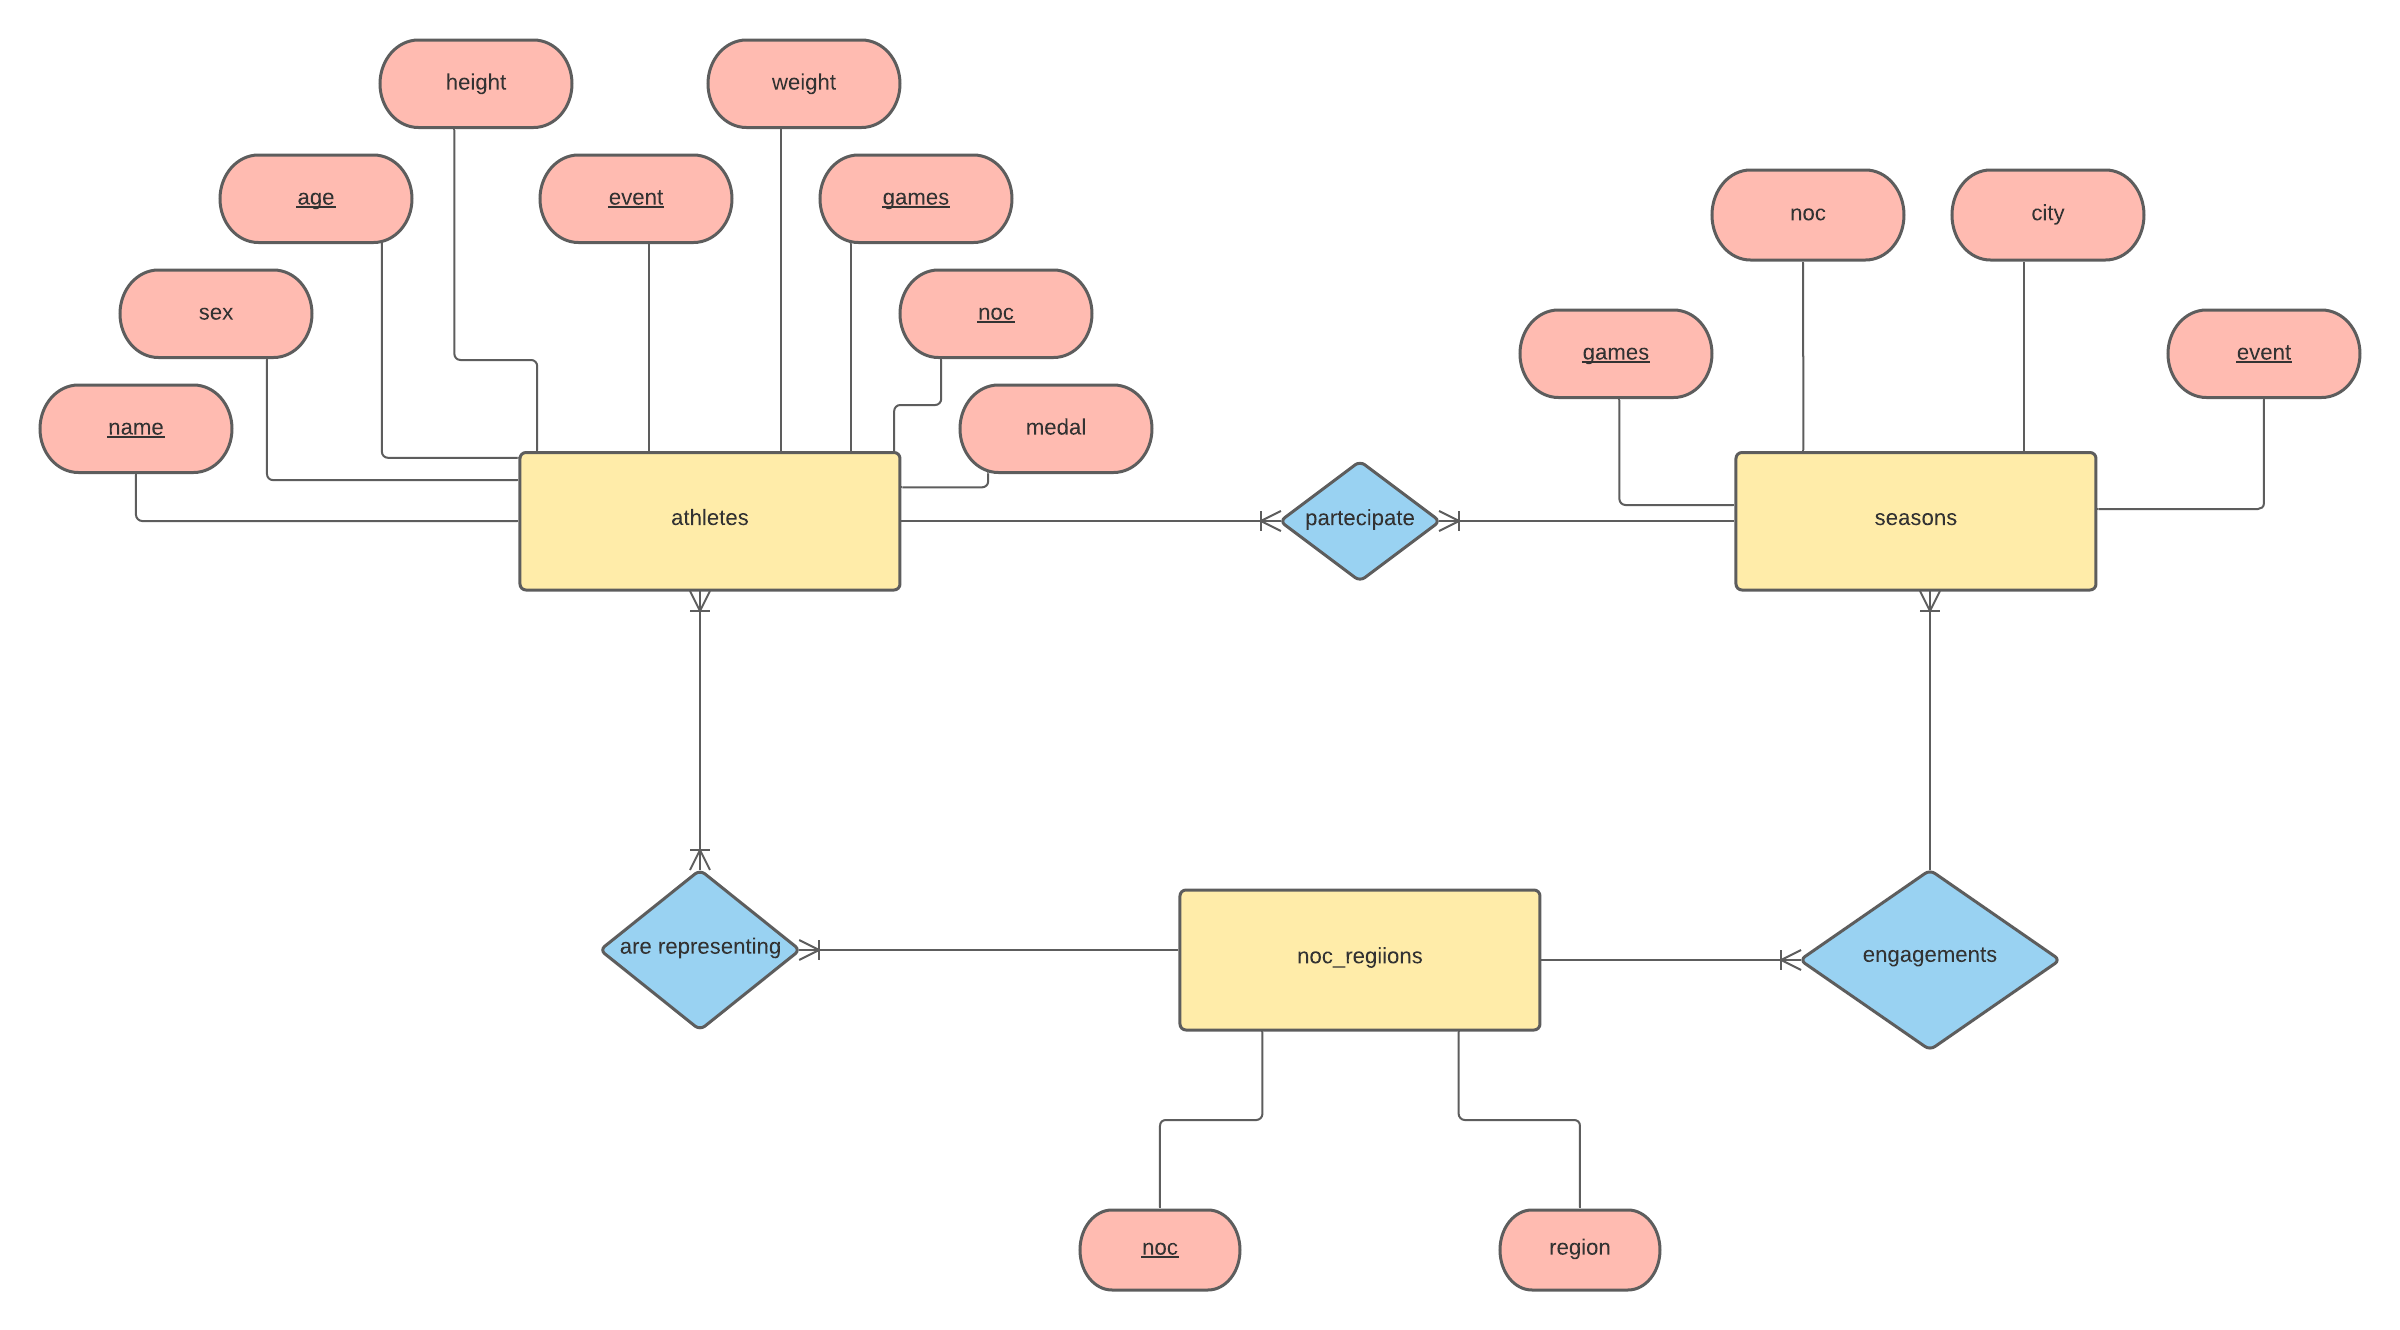 height
weight
age
event
games
noc
city
sex
noc
games
event
name
medal
athletes
partecipate
seasons
are representing
noc_regiions
engagements
noc
region